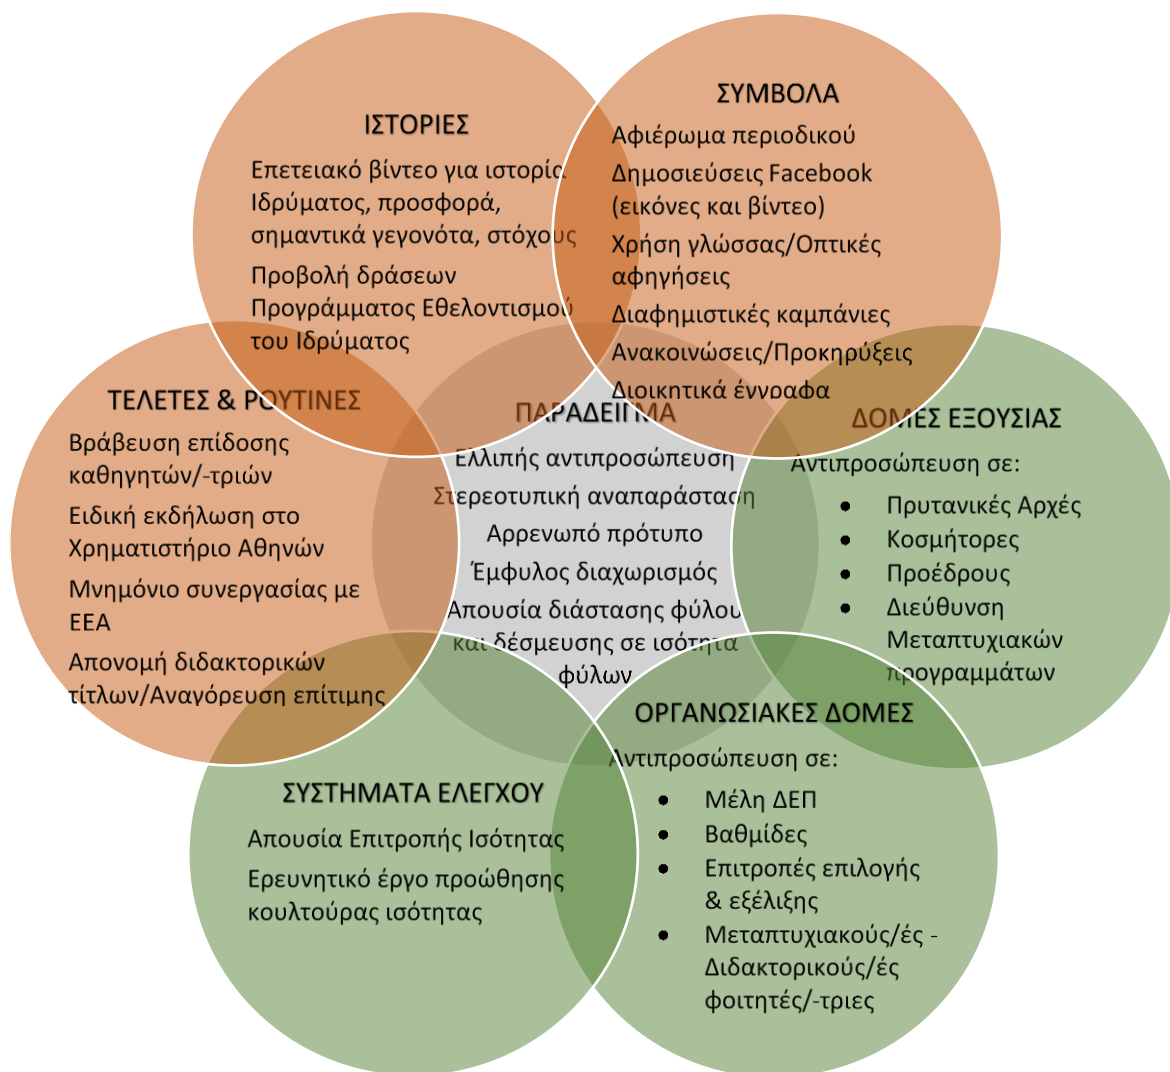 ΙΣΤΟΡΙΕΣ
Επετειακό βίντεο για ιστορία
Ιδρύματος, προσφορά,
σημαντικά γεγονότα, στόχους
Προβολή δράσεων
Προγράμματος Εθελοντισμού
του Ιδρύματος
ΣΥΜΒΟΛΑ
Αφιέρωμα περιοδικού
Δημοσιεύσεις Facebook
(εικόνες και βίντεο)
Χρήση γλώσσας/Οπτικές
αφηγήσεις
Διαφημιστικές καμπάνιες
Ανακοινώσεις/Προκηρύξεις
Διοικητικά έγγραφα
ΤΕΛΕΤΕΣ & ΡΟΥΤΙΝΕΣ
Βράβευση επίδοσης
καθηγητών/-τριών
Ειδική εκδήλωση στο
Χρηματιστήριο Αθηνών
Μνημόνιο συνεργασίας με
ΕΕΑ
Απονομή διδακτορικών
τίτλων/Αναγόρευση επίτιμης
ΠΑΡΑΔΕΙΓΜΑ
Ελλιπής αντιπροσώπευση
Στερεοτυπική αναπαράσταση
Αρρενωπό πρότυπο
Έμφυλος διαχωρισμός
Απουσία διάστασης φύλου
και δέσμευσης σε ισότητα
φύλων
ΔΟΜΕΣ ΕΞΟΥΣΙΑΣ
Αντιπροσώπευση σε:
• Πρυτανικές Αρχές
• Κοσμήτορες
• Προέδρους
• Διεύθυνση
Μεταπτυχιακών
προγραμμάτων
ΣΥΣΤΗΜΑΤΑ ΕΛΕΓΧΟΥ
Απουσία Επιτροπής Ισότητας
Ερευνητικό έργο προώθησης
κουλτούρας ισότητας
ΟΡΓΑΝΩΣΙΑΚΕΣ ΔΟΜΕΣ
Αντιπροσώπευση σε:
• Μέλη ΔΕΠ
• Βαθμίδες
• Επιτροπές επιλογής
& εξέλιξης
• Μεταπτυχιακούς/ές -
Διδακτορικούς/ές
φοιτητές/-τριες